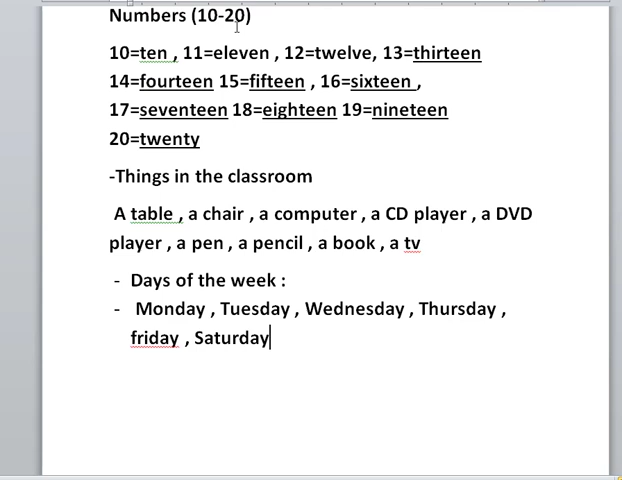 Numbers (10-20)
10=ten , 11=eleven , 12=twelve, 13=thirteen
14=fourteen 15=fifteen , 16=sixteen ,
17=seventeen 18=eighteen 19=nineteen
20=twenty
-Things in the classroom
A table , a chair , a computer , a CD player , a DVD
player , a pen , a pencil , a book , a tv
- Days of the week :
- Monday , Tuesday , Wednesday , Thursday ,
friday , Saturday